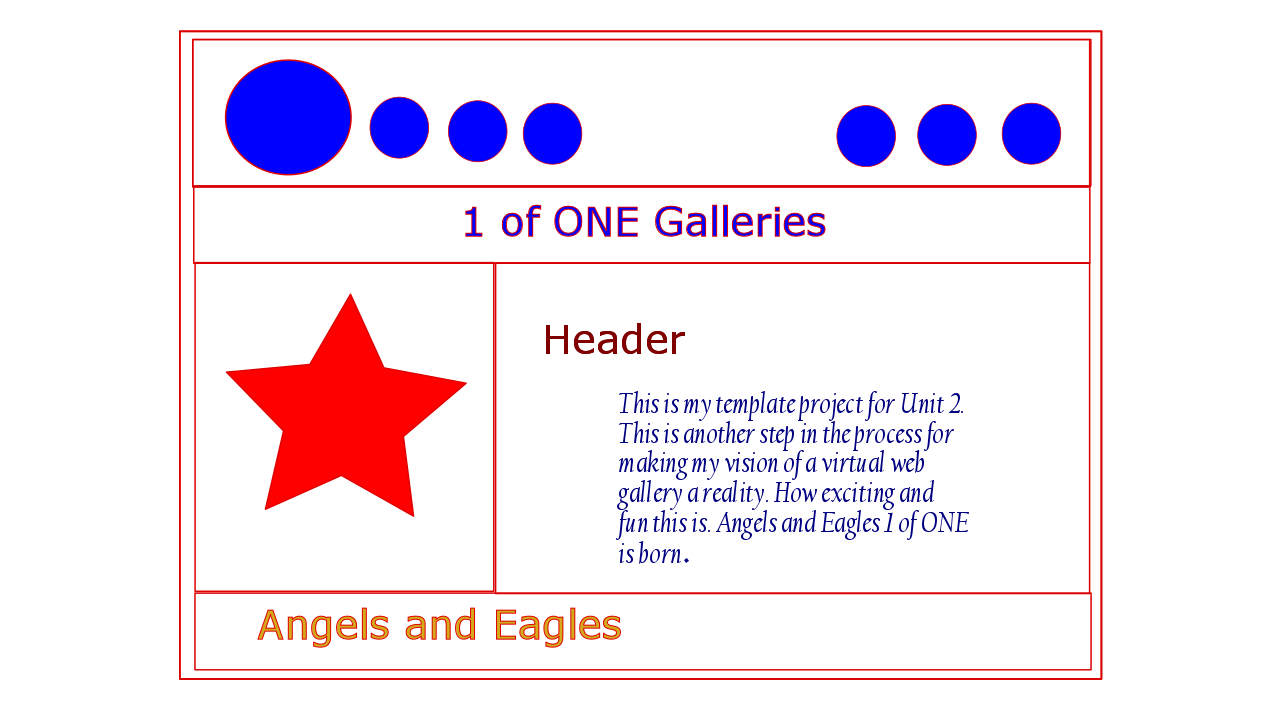 1 of ONE Galleries
Header
This is my template project for Unit 2.
This is another step in the process for
making my vision of a virtual web
gallery a reality. How exciting and
fun this is. Angels and Eagles 1 of ONE
is born.
Angels and Eagles